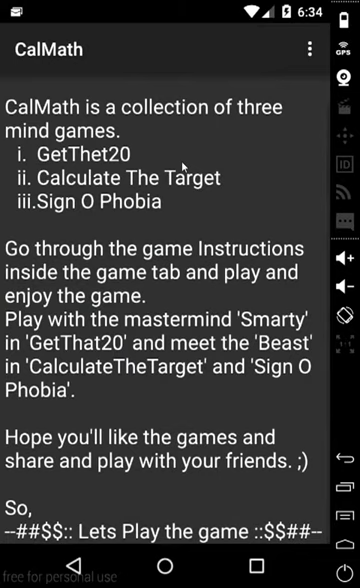 6:34
CalMath
CalMath is a collection of three
mind games.
i. GetThet20
ii. Calculate The Target
iii.Sign O Phobia
Go through the game Instructions
inside the game tab and play and
enjoy the game.
Play with the mastermind 'Smarty'
in 'GetThat20' and meet the 'Beast'
in 'CalculateTheTarget' and 'Sign O
Phobia'.
Hope you'll like the games and
share and play with your friends. ;)
So,
--##$$:: Lets Play the game ::$$##--
free for personal use
GPS
ID
1:1